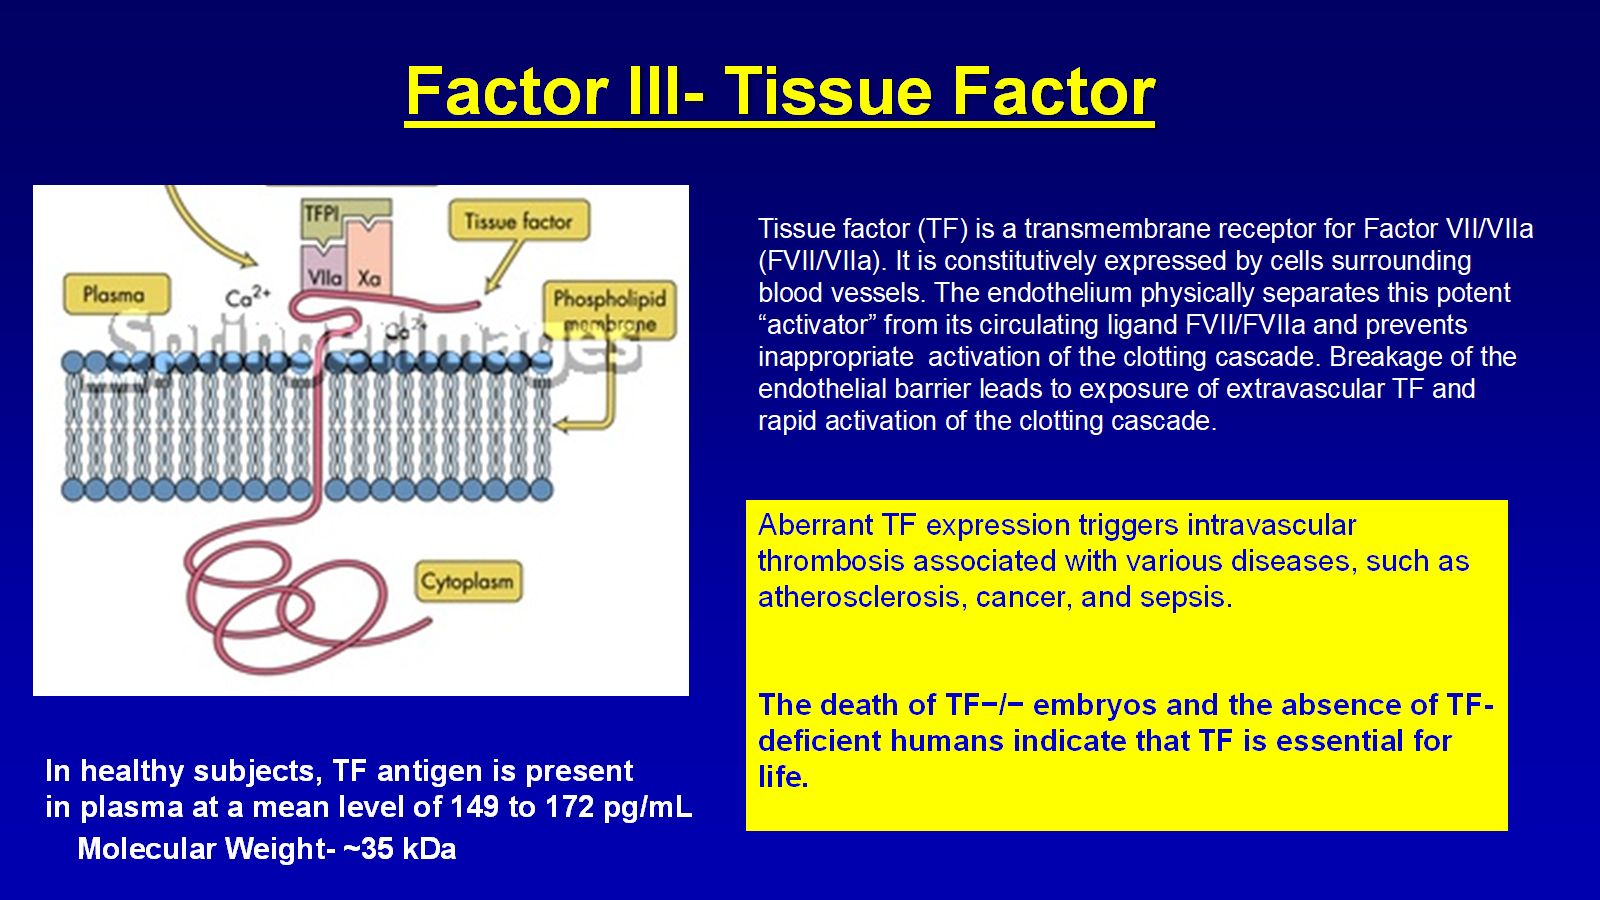 Factor III- Tissue Factor
TFPI
Tissue factor
VIIa Xa
Plasma
Ca2+
Phospholipid
membrane
Ca2+
SpringerImages
Cytoplasm
Tissue factor (TF) is a transmembrane receptor for Factor VII/VIIa
(FVII/VIIa). It is constitutively expressed by cells surrounding
blood vessels. The endothelium physically separates this potent
“activator” from its circulating ligand FVII/FVIIa and prevents
inappropriate  activation of the clotting cascade. Breakage of the
endothelial barrier leads to exposure of extravascular TF and
rapid activation of the clotting cascade.
Aberrant TF expression triggers intravascular
thrombosis associated with various diseases, such as
atherosclerosis, cancer, and sepsis.
The death of TF−/− embryos and the absence of TF-
deficient humans indicate that TF is essential for
life.
In healthy subjects, TF antigen is present
in plasma at a mean level of 149 to 172 pg/mL
Molecular Weight- ~35 kDa